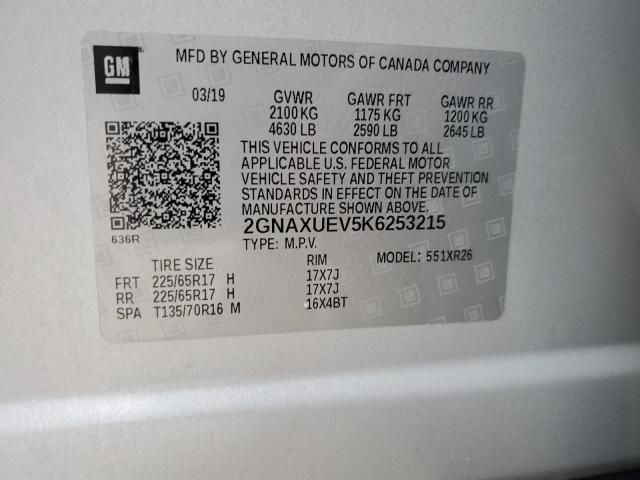 GM
MFD BY GENERAL MOTORS OF CANADA COMPANY
03/19 GVWR GAWR FRT GAWR RR
2100 KG 1175 KG 1200 KG
4630 LB 2590 LB 2645 LB
THIS VEHICLE CONFORMS TO ALL
APPLICABLE U.S. FEDERAL MOTOR
VEHICLE SAFETY AND THEFT PREVENTION
STANDARDS IN EFFECT ON THE DATE OF
MANUFACTURE SHOWN ABOVE.
636R 2GNAXUEV5K6253215
TYPE: M.P.V. MODEL: 551XR26
TIRE SIZE RIM
FRT 225/65R17 H 17X7J
RR 225/65R17 H 17X7J
SPA T135/70R16 M 16X4BT